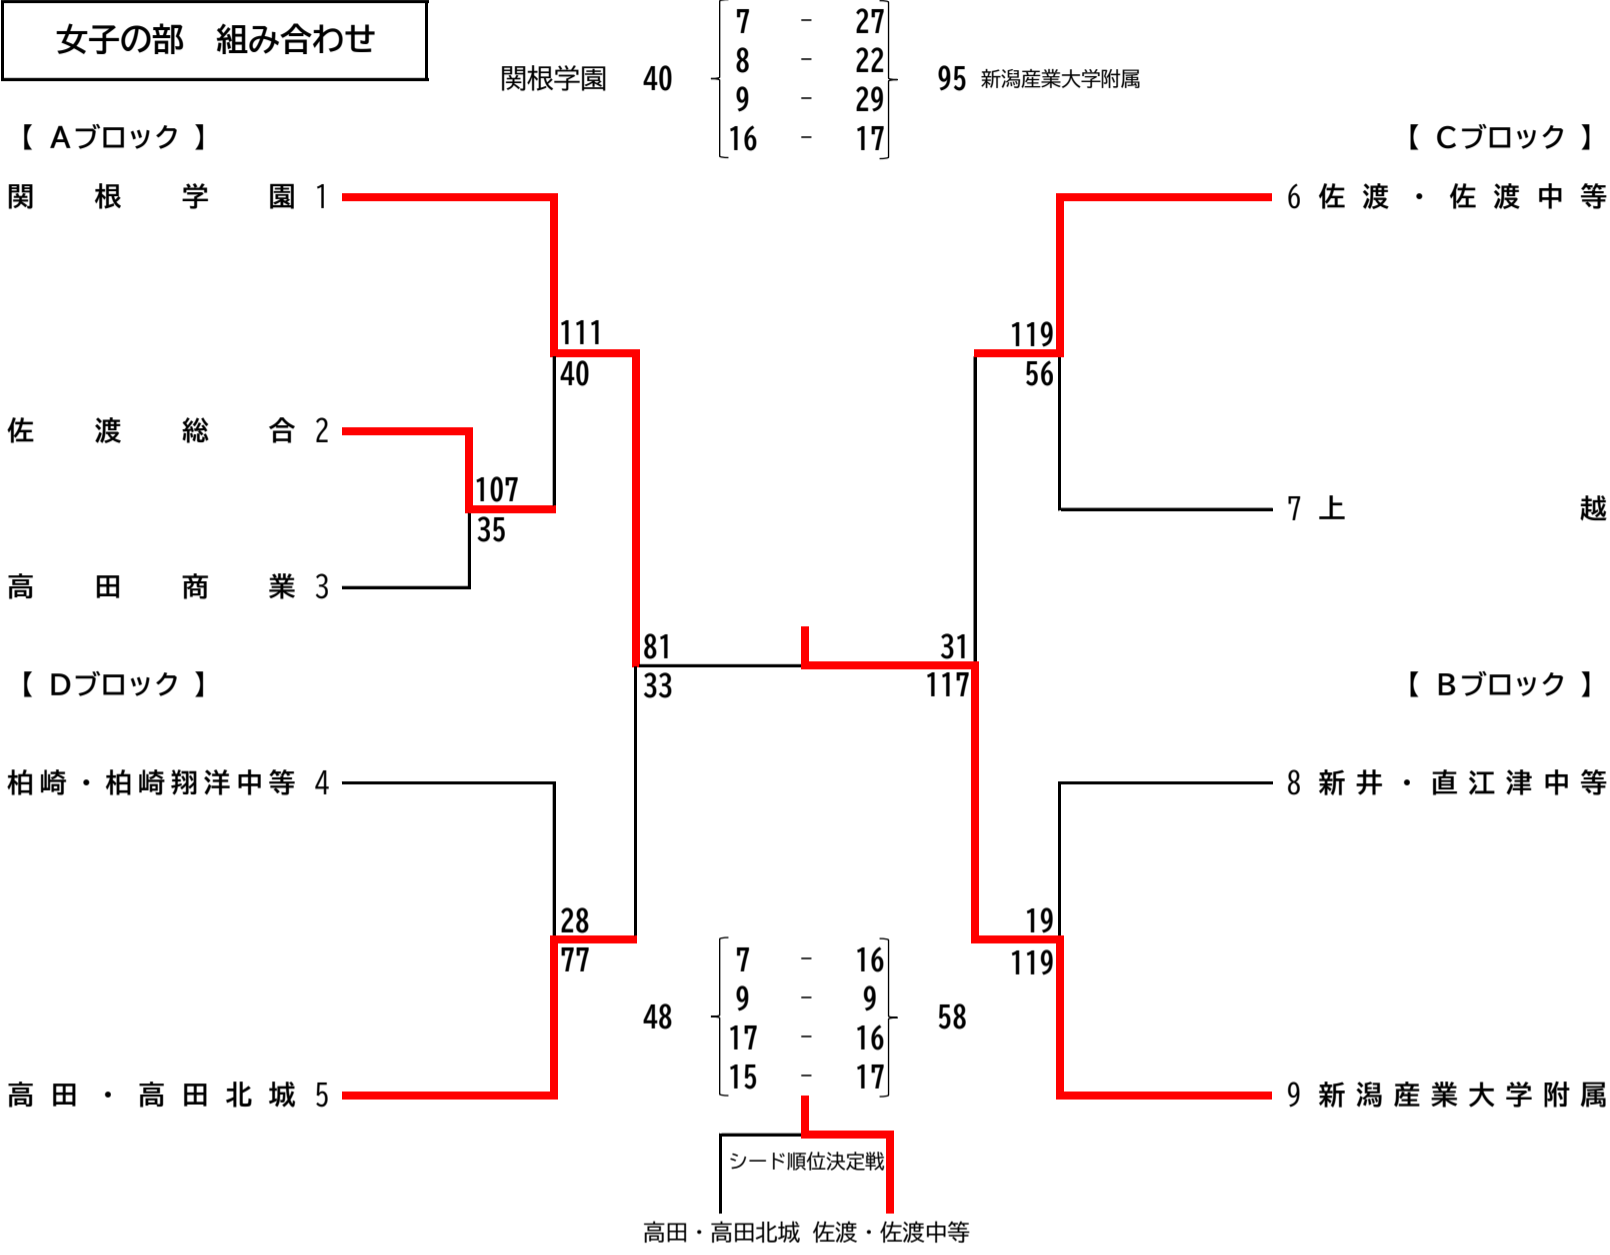 女子の部　組み合わせ
7 － 27
8 － 22
関根学園 40 95 新潟産業大学附属
9 － 29
16 － 17
【 Aブロック 】
【 Cブロック 】
関根学園 1
6 佐渡・佐渡中等
111
40
119
56
佐渡総合 2
107
35
7 上越
高田商業 3
81
33
31
117
【 Dブロック 】
【 Bブロック 】
柏崎・柏崎翔洋中等 4
8 新井・直江津中等
28
77
19
119
7 － 16
9 － 9
48 58
17 － 16
15 － 17
高田・高田北城 5
9 新潟産業大学附属
シード順位決定戦
高田・高田北城 佐渡・佐渡中等